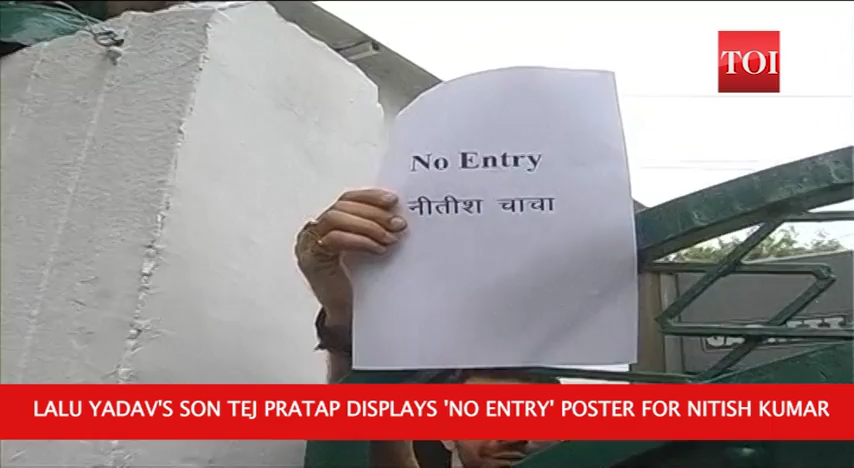 TOI
No Entry
नीतीश चाचा
LALU YADAV'S SON TEJ PRATAP DISPLAYS 'NO ENTRY' POSTER FOR NITISH KUMAR